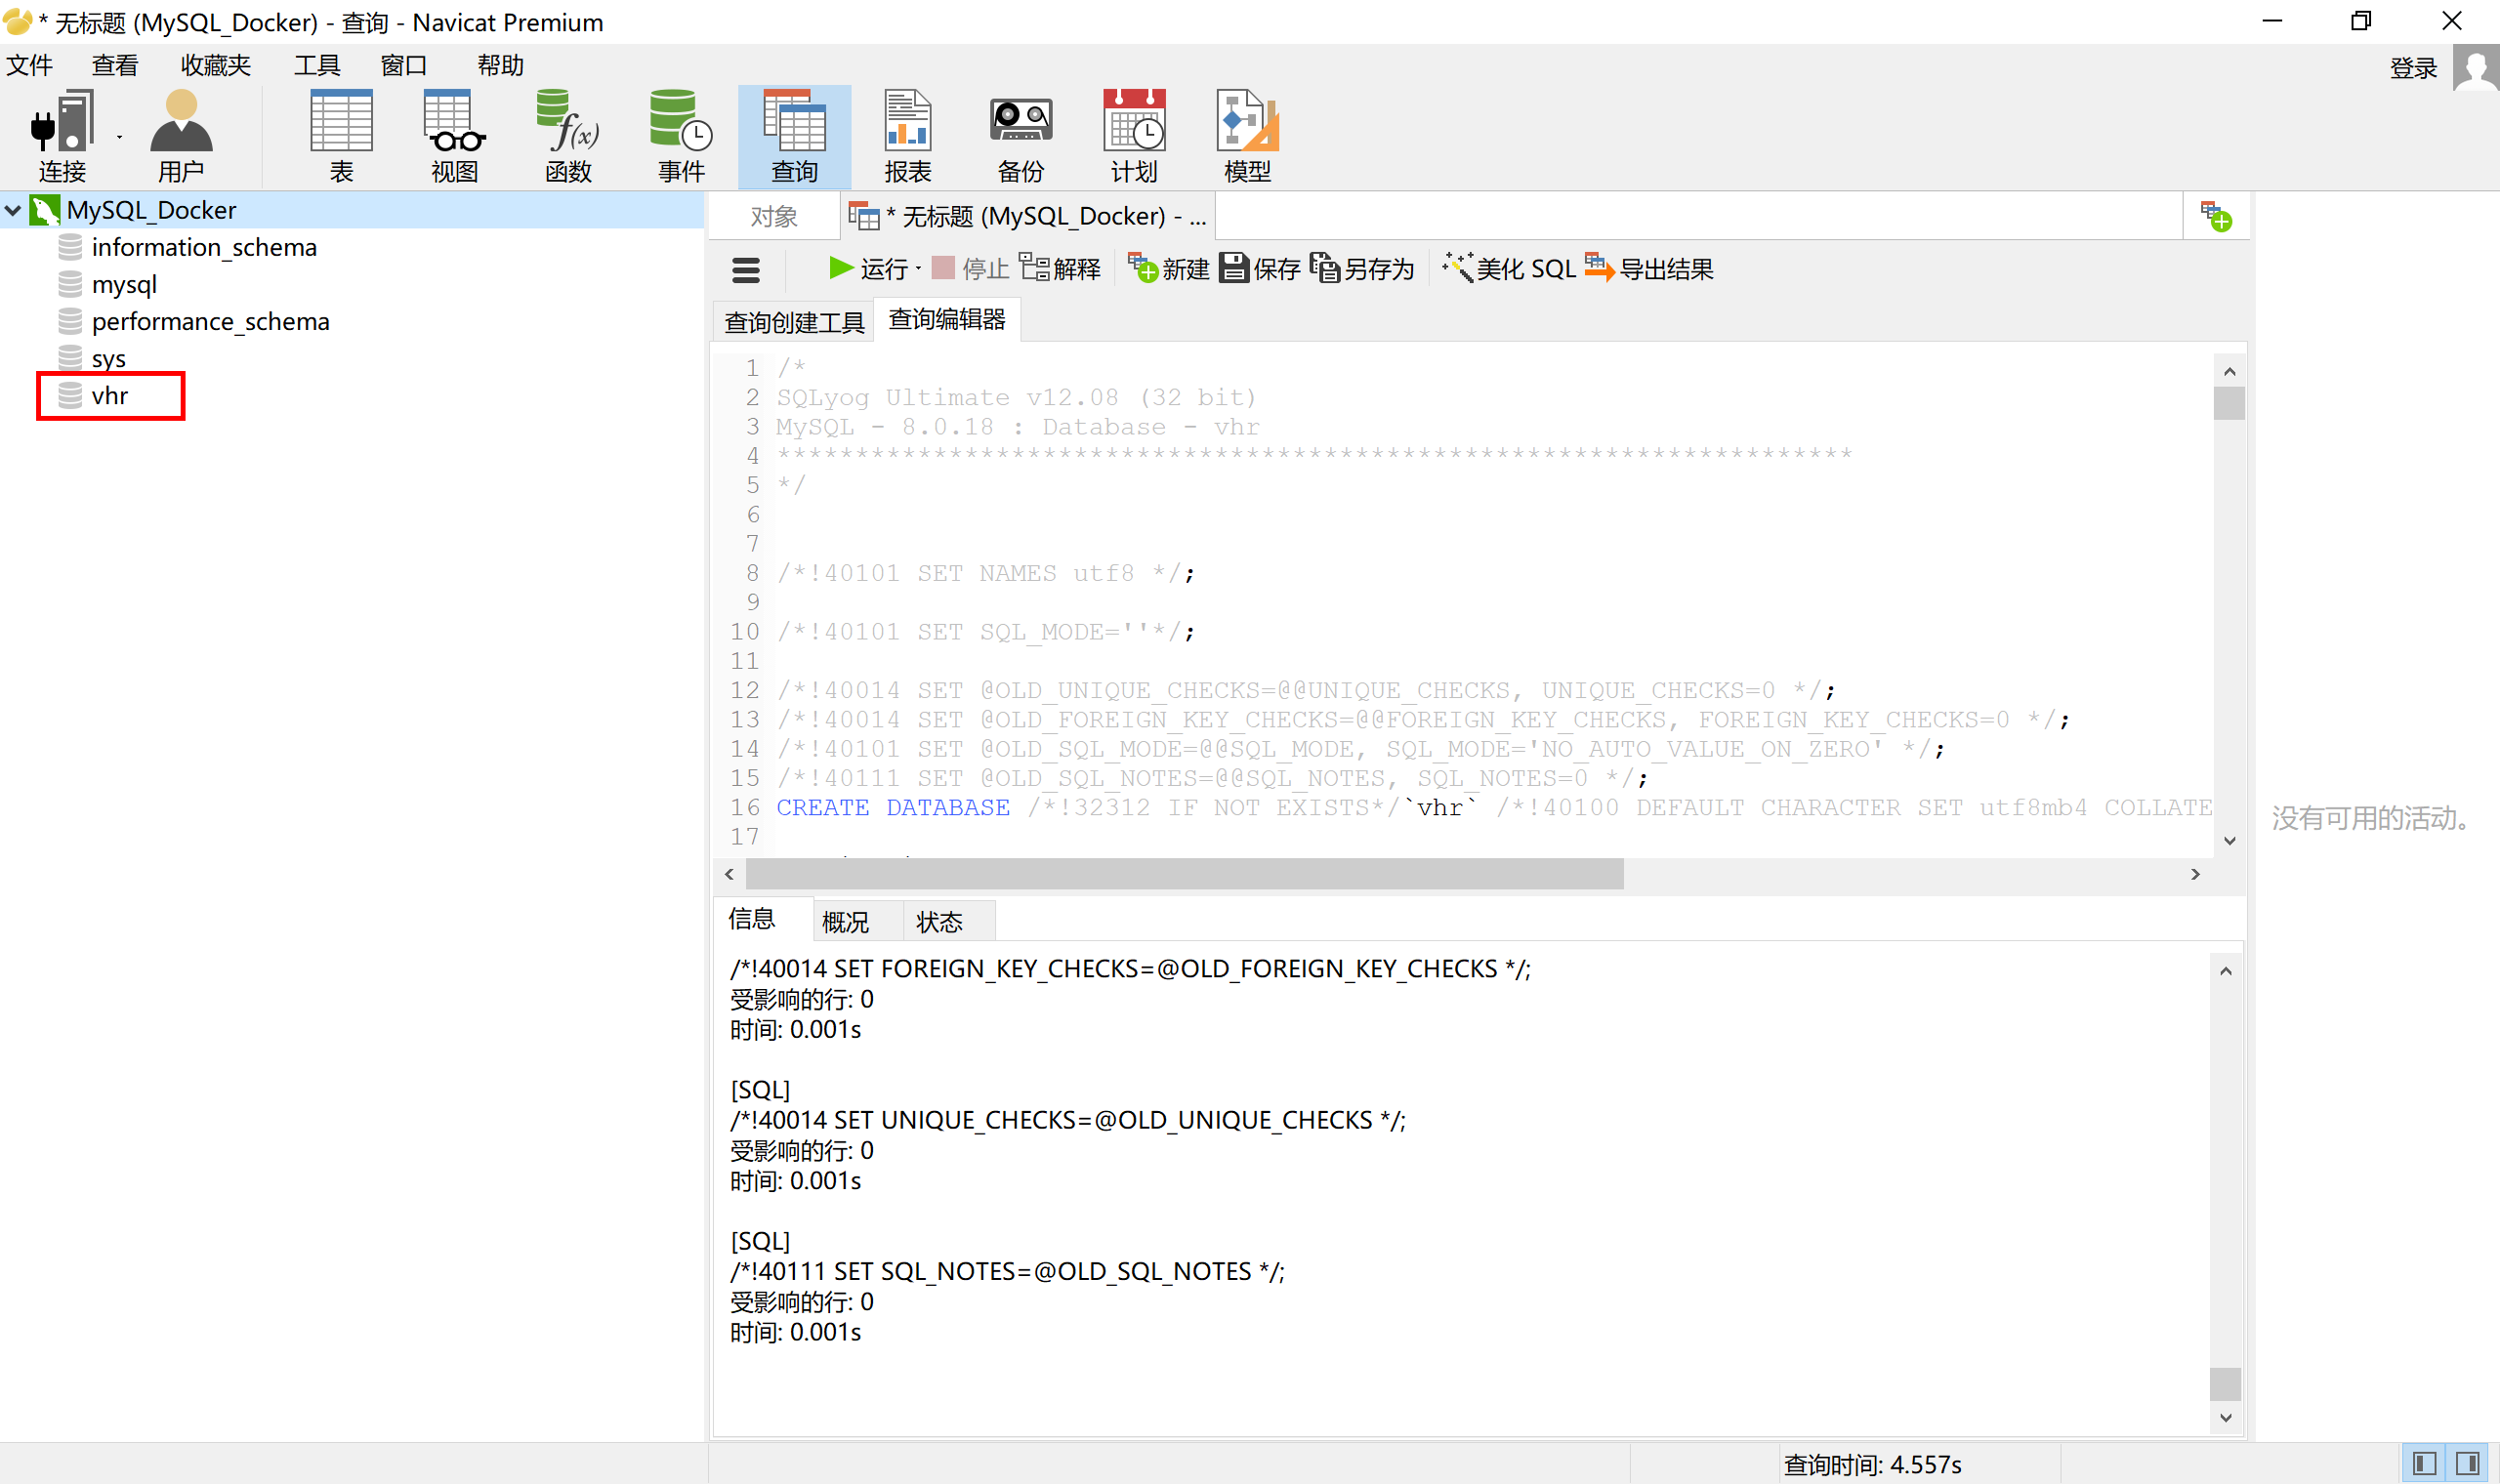 * 无标题 (MySQL_Docker) - 查询 - Navicat Premium
文件 查看 收藏夹 工具 窗口 帮助 登录
连接 用户 表 视图 f(x) 函数 事件 查询 报表 备份 计划 模型
MySQL_Docker
information_schema
mysql
performance_schema
sys
vhr
对象 * 无标题 (MySQL_Docker) - ...
运行 停止 解释 新建 保存 另存为 美化 SQL 导出结果
查询创建工具 查询编辑器
1 /*
2 SQLyog Ultimate v12.08 (32 bit)
3 MySQL - 8.0.18 : Database - vhr
4 *********************************************************************
5 */
6
7
8 /*!40101 SET NAMES utf8 */;
9
10 /*!40101 SET SQL_MODE=''*/;
11
12 /*!40014 SET @OLD_UNIQUE_CHECKS=@@UNIQUE_CHECKS, UNIQUE_CHECKS=0 */;
13 /*!40014 SET @OLD_FOREIGN_KEY_CHECKS=@@FOREIGN_KEY_CHECKS, FOREIGN_KEY_CHECKS=0 */;
14 /*!40101 SET @OLD_SQL_MODE=@@SQL_MODE, SQL_MODE='NO_AUTO_VALUE_ON_ZERO' */;
15 /*!40111 SET @OLD_SQL_NOTES=@@SQL_NOTES, SQL_NOTES=0 */;
16 CREATE DATABASE /*!32312 IF NOT EXISTS*/`vhr` /*!40100 DEFAULT CHARACTER SET utf8mb4 COLLATE
17
没有可用的活动。
信息 概况 状态
/*!40014 SET FOREIGN_KEY_CHECKS=@OLD_FOREIGN_KEY_CHECKS */;
受影响的行: 0
时间: 0.001s
[SQL]
/*!40014 SET UNIQUE_CHECKS=@OLD_UNIQUE_CHECKS */;
受影响的行: 0
时间: 0.001s
[SQL]
/*!40111 SET SQL_NOTES=@OLD_SQL_NOTES */;
受影响的行: 0
时间: 0.001s
查询时间: 4.557s